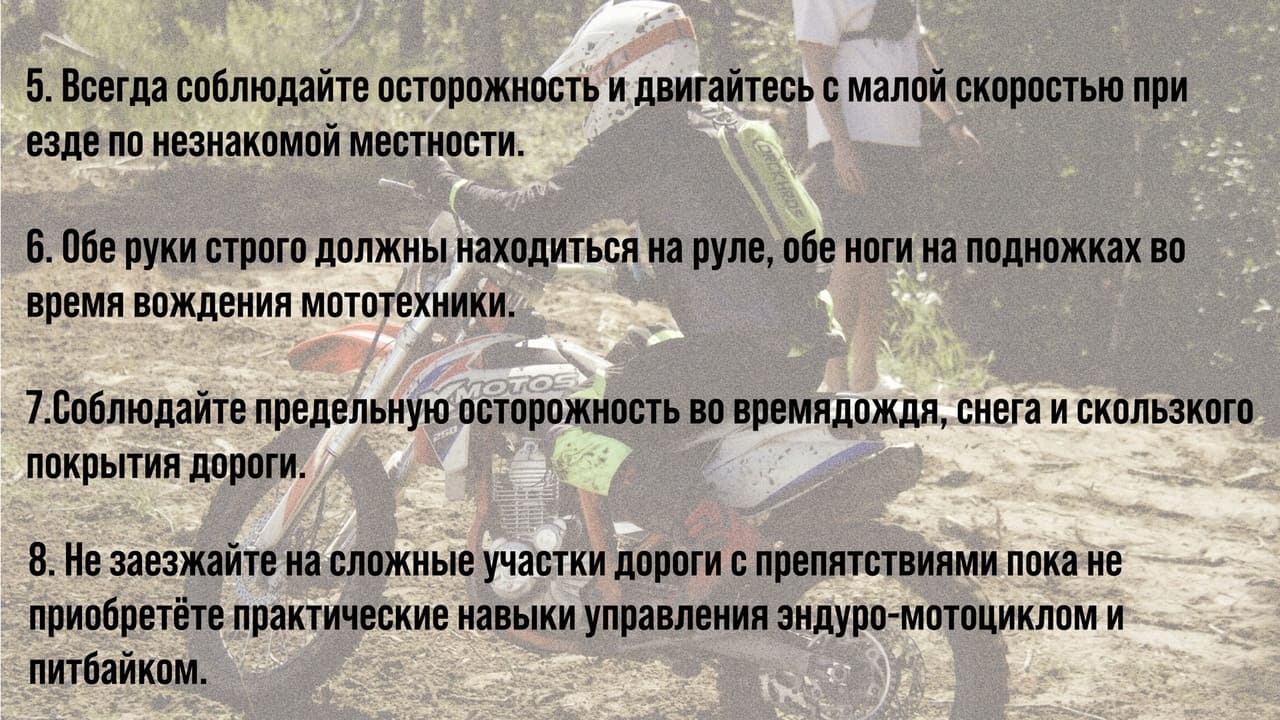 5. Всегда соблюдайте осторожность и двигайтесь с малой скоростью при
езде по незнакомой местности.
6. Обе руки строго должны находиться на руле, обе ноги на подножках во
время вождения мототехники.
7.Соблюдайте предельную осторожность во времядождя, снега и скользкого
покрытия дороги.
8. Не заезжайте на сложные участки дороги с препятствиями пока не
приобретёте практические навыки управления эндуро-мотоциклом и
питбайком.
MOTOS
250